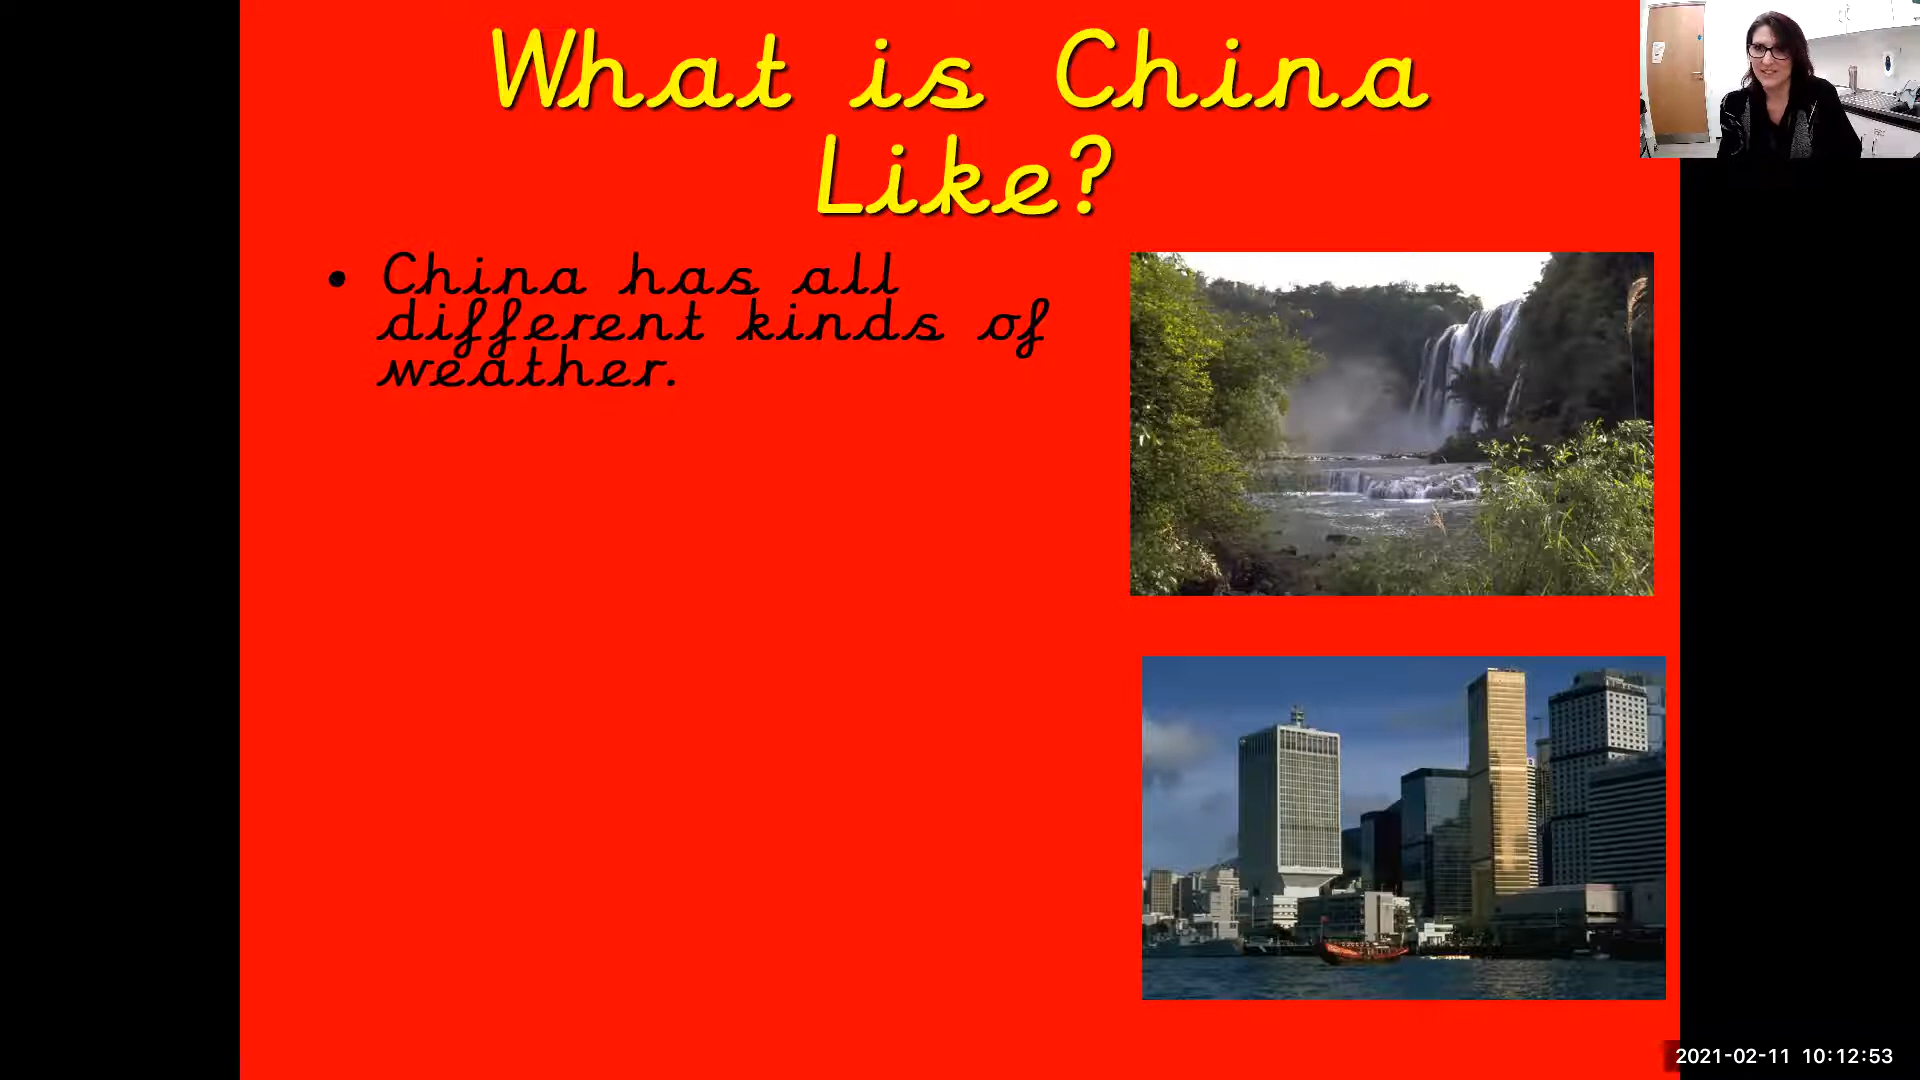 What is China
Like?
• China has all
different kinds of
weather.
2021-02-11 10:12:53